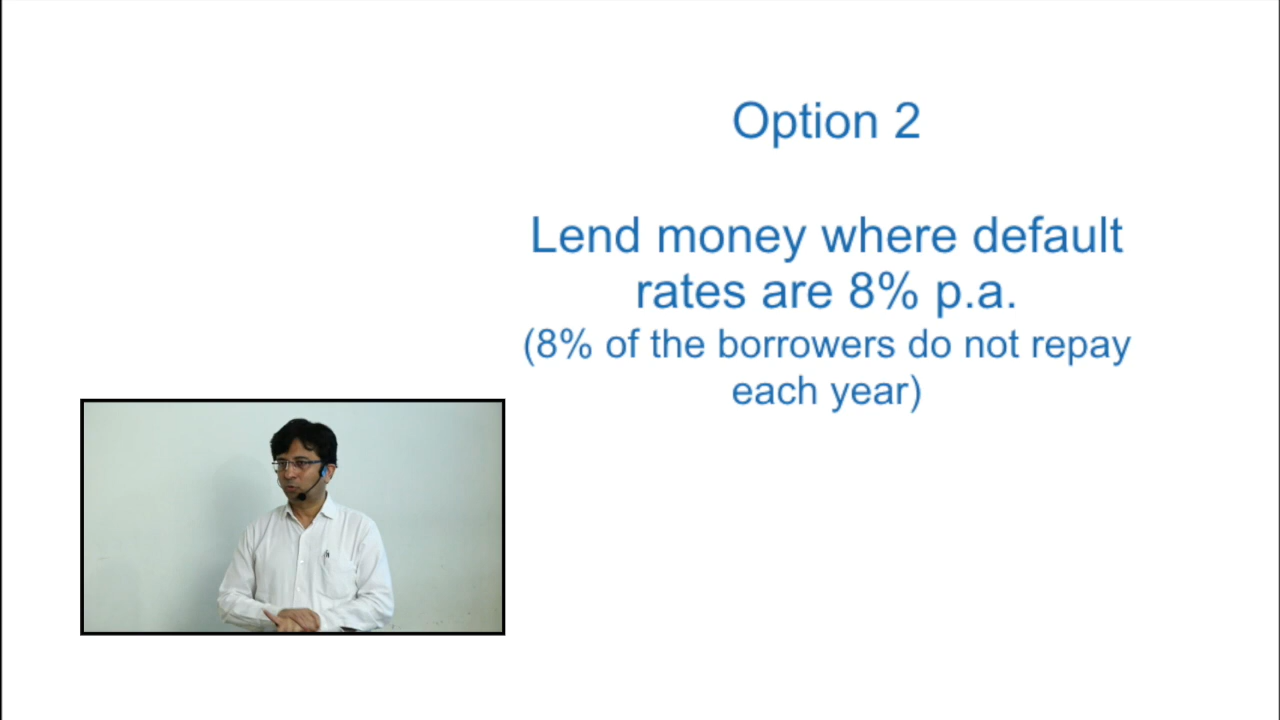 Option 2
Lend money where default
rates are 8% p.a.
(8% of the borrowers do not repay
each year)